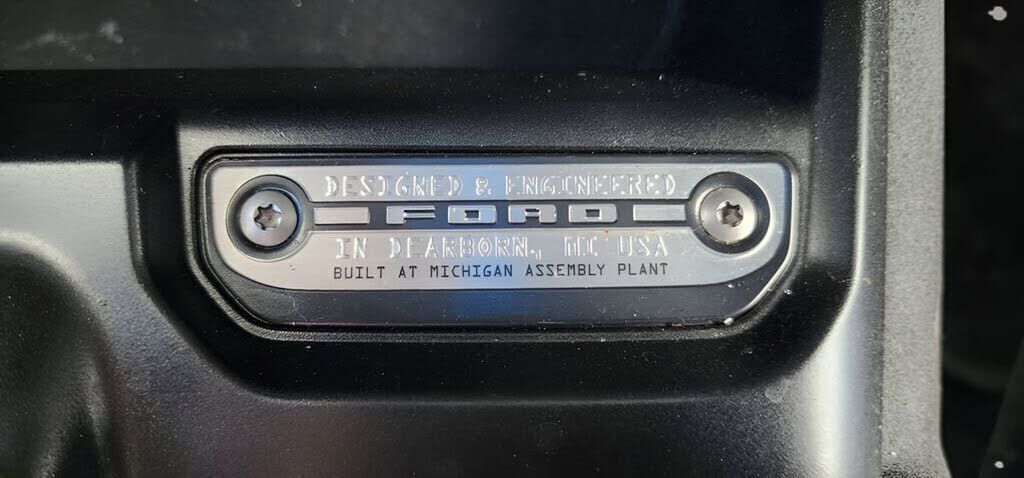 DESIGNED & ENGINEERED
FORD
IN DEARBORN, MI USA
BUILT AT MICHIGAN ASSEMBLY PLANT